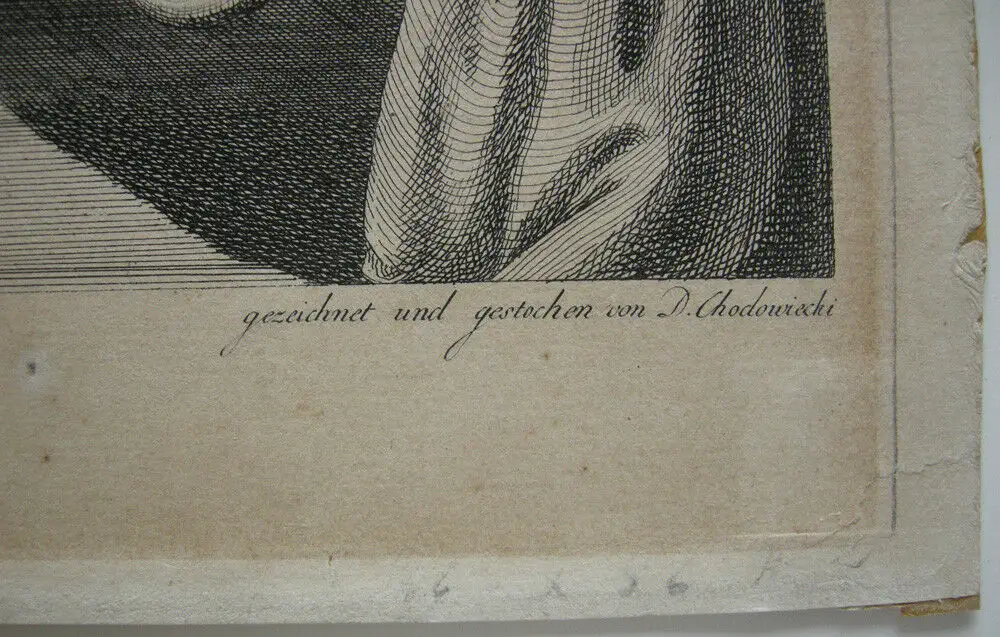 gezeichnet und gestochen von D. Chodowiecki